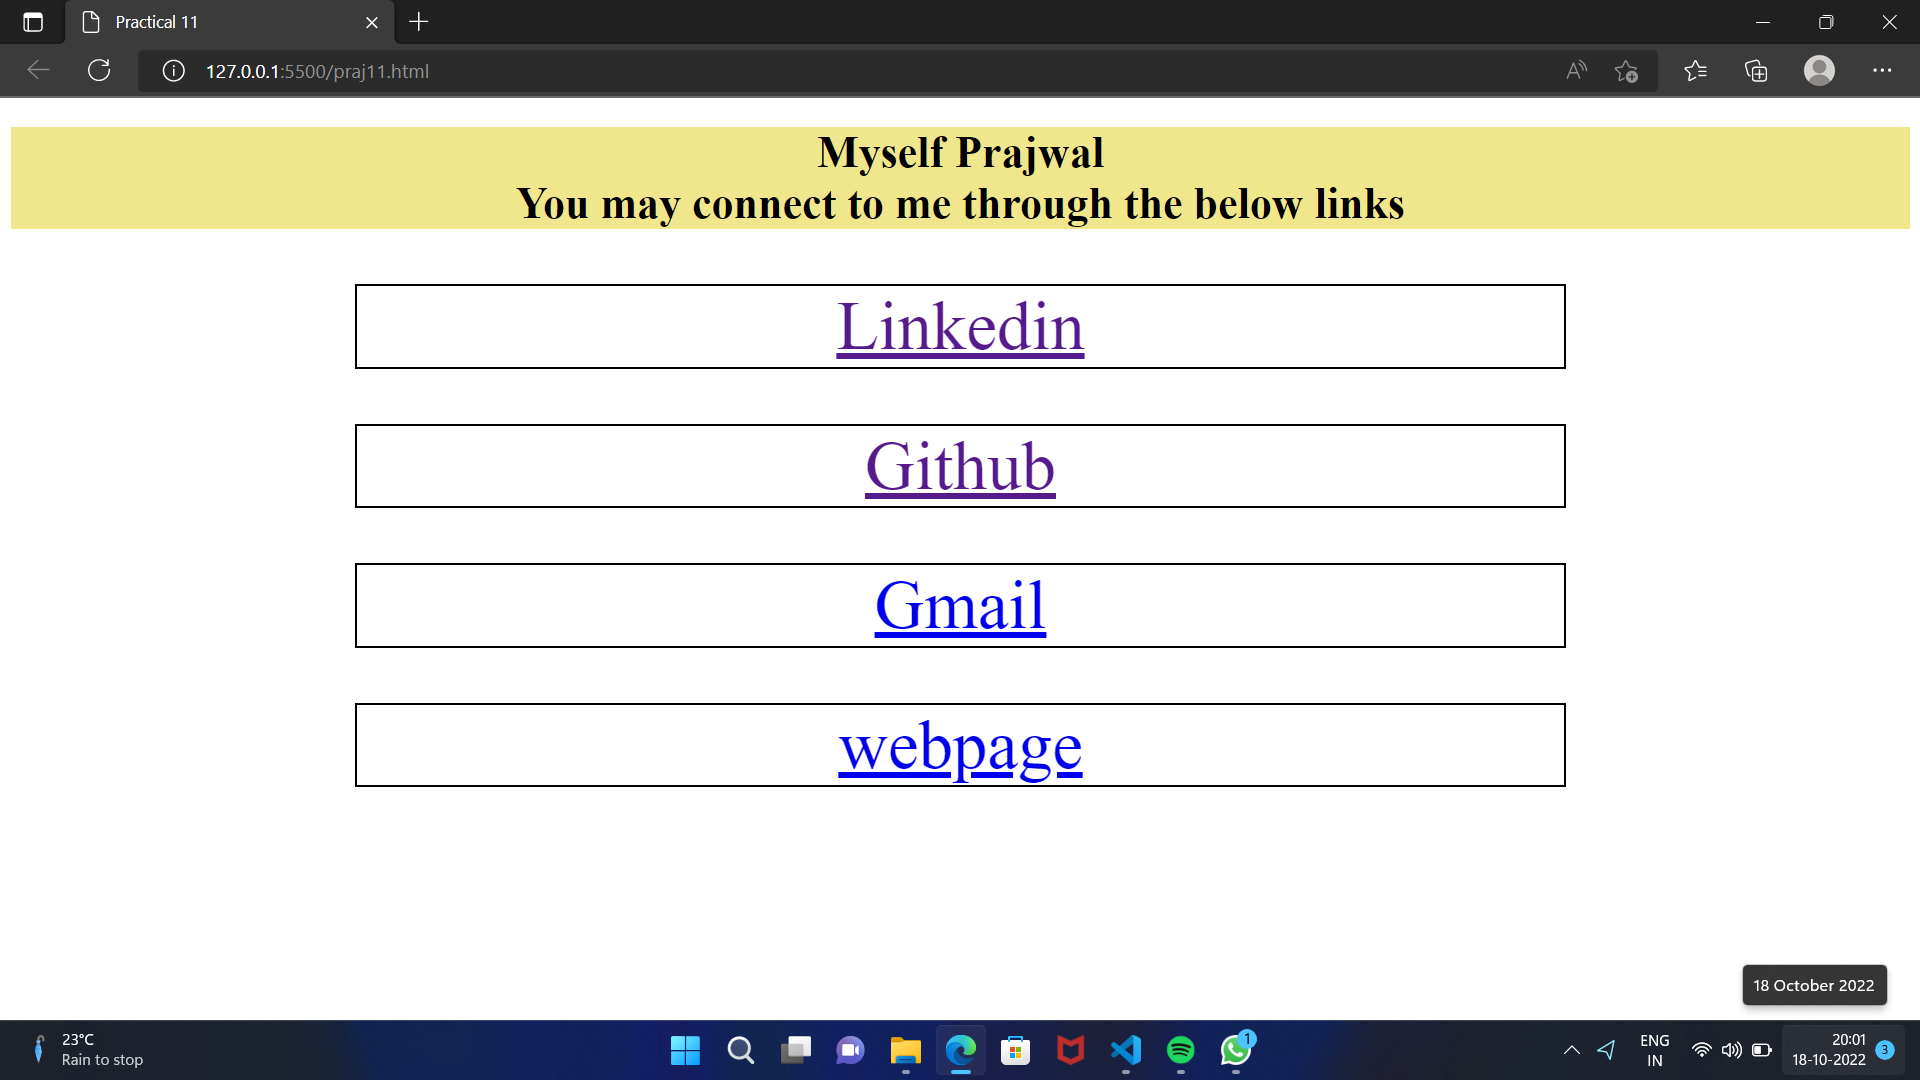 Practical 11
127.0.0.1:5500/praj11.html
Myself Prajwal
You may connect to me through the below links
Linkedin
Github
Gmail
webpage
18 October 2022
23°C
Rain to stop
1
ENG
IN
20:01
18-10-2022
3